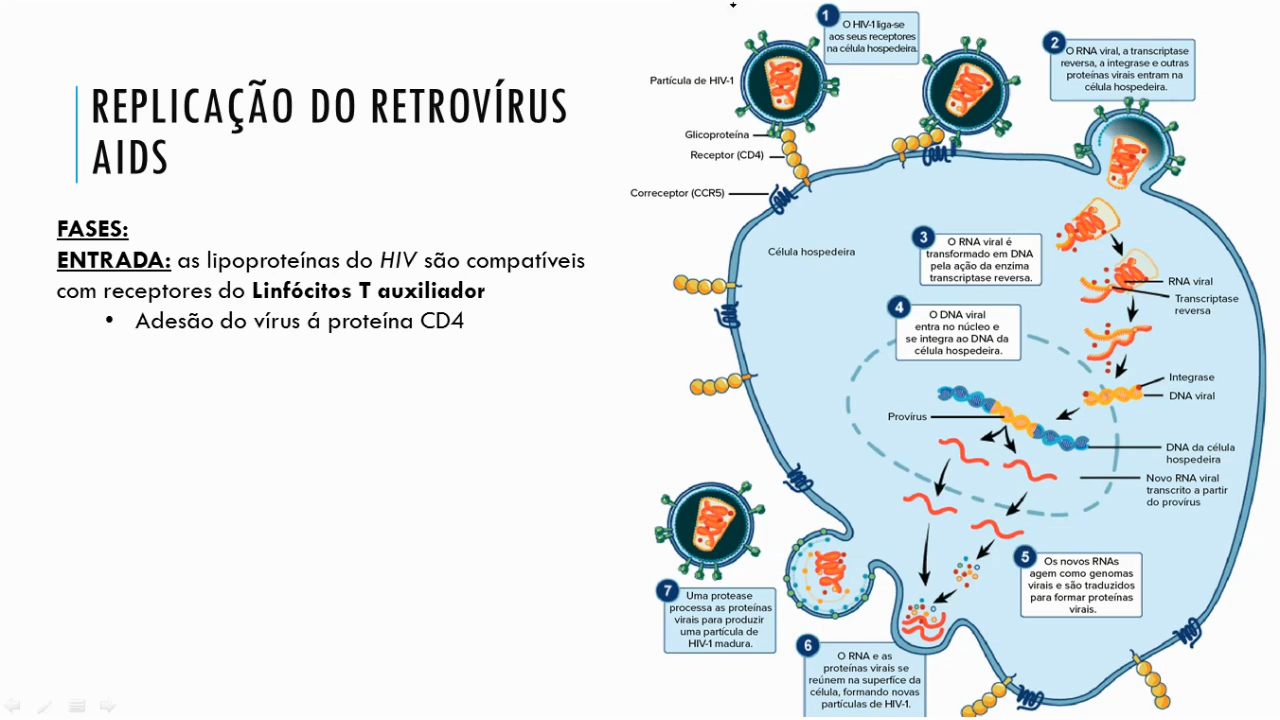 REPLICAÇÃO DO RETROVÍRUS
AIDS
FASES:
ENTRADA: as lipoproteínas do HIV são compatíveis
com receptores do Linfócitos T auxiliador
• Adesão do vírus á proteína CD4
1
O HIV-1 liga-se
aos seus receptores
na célula hospedeira.
2
O RNA viral, a transcriptase
reversa, a integrase e outras
proteínas virais entram na
célula hospedeira.
Partícula de HIV-1
Glicoproteína
Receptor (CD4)
Correceptor (CCR5)
Célula hospedeira
3
O RNA viral é
transformado em DNA
pela ação da enzima
transcriptase reversa.
RNA viral
Transcriptase
reversa
4
O DNA viral
entra no núcleo e
se integra ao DNA da
célula hospedeira.
Integrase
DNA viral
Provírus
DNA da célula
hospedeira
Novo RNA viral
transcrito a partir
do provírus
5
Os novos RNAs
agem como genomas
virais e são traduzidos
para formar proteínas
virais.
6
O RNA e as
proteínas virais se
reúnem na superfíce da
célula, formando novas
partículas de HIV-1.
7
Uma protease
processa as proteínas
virais para produzir
uma partícula de
HIV-1 madura.